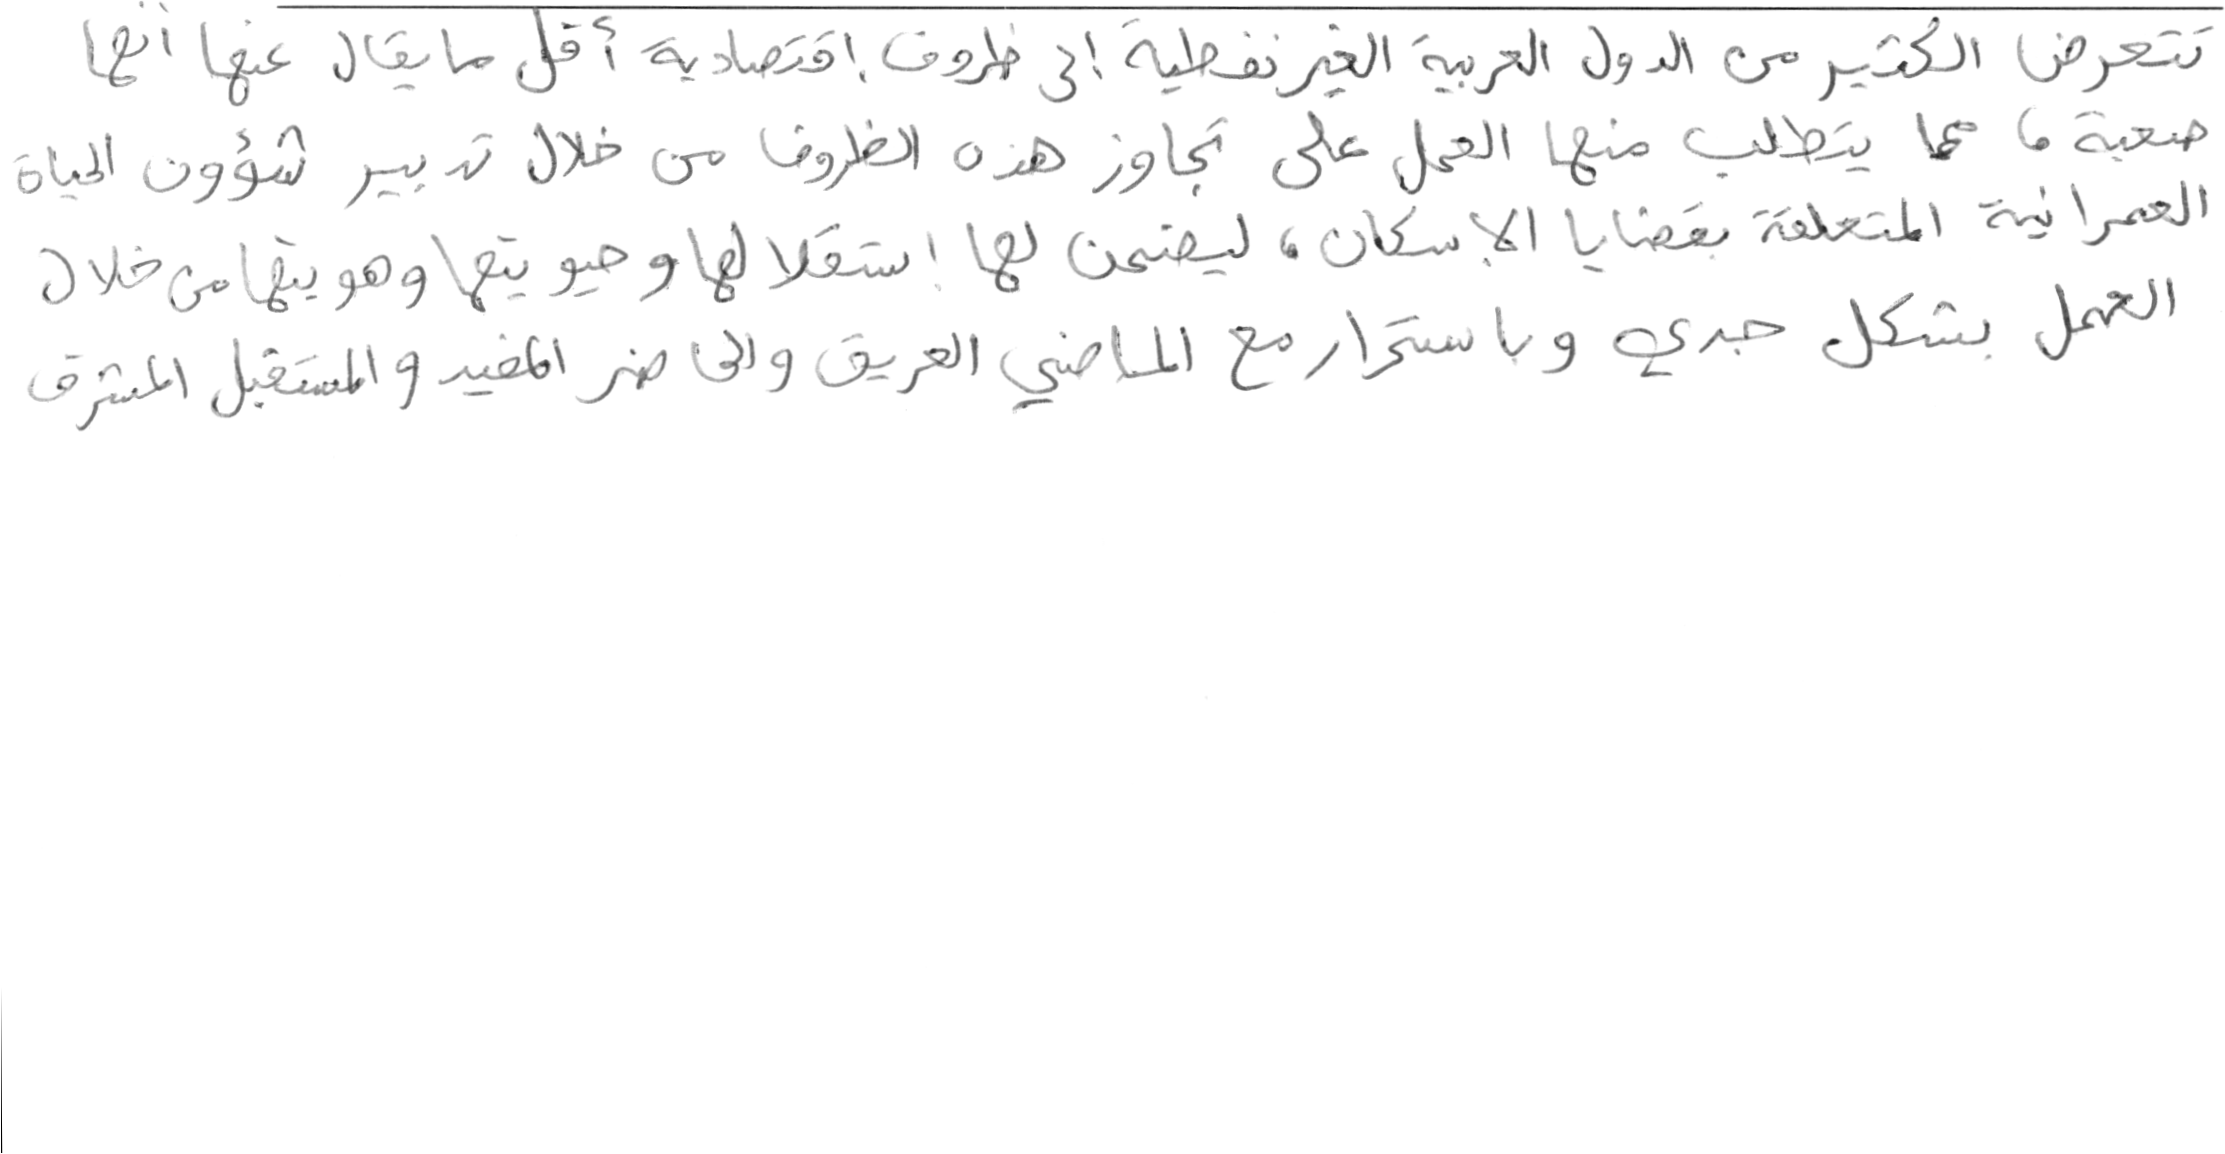 تتعرض الكثير من الدول العربية الغير نفطية إلى ظروف إقتصادية أقل ما يقال عنها أنها
صعبة ، مما يتطلب منها العمل على تجاوز هذه الظروف من خلال تدبير شؤون الحياة
العمرانية المتعلقة بقضايا الإسكان ، ليضمن لها إستقلالها وحيويتها وهويتها من خلال
العمل بشكل جدي وباستمرار مع الماضي العريق والحاضر المفيد والمستقبل المشرق